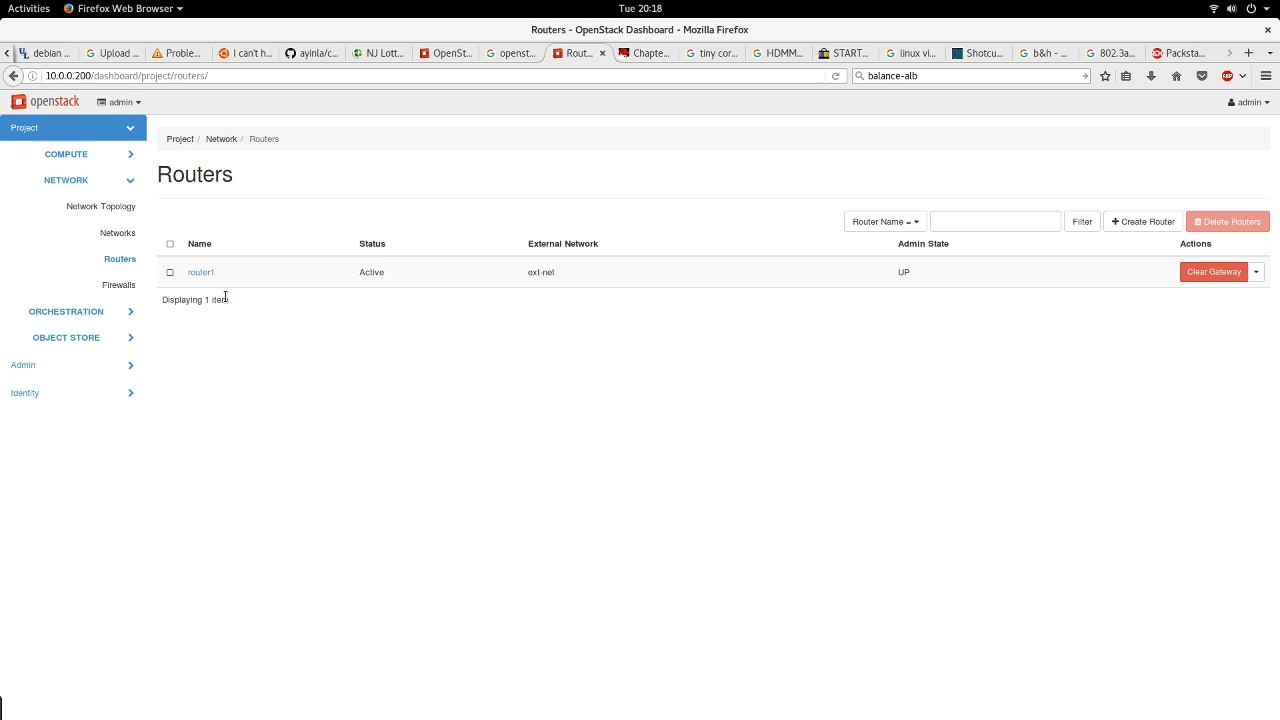 Activities Firefox Web Browser Tue 20:18
Routers - OpenStack Dashboard - Mozilla Firefox
debian ... Upload ... Proble... I can't h... ayinla/c... NJ Lott... OpenSt... openst... Rout... Chapte... tiny cor... HDMM... START... linux vi... Shotcu... b&h - ... 802.3a... Packsta...
10.0.0.200/dashboard/project/routers/ balance-alb
openstack admin admin
Project
COMPUTE
NETWORK
Network Topology
Networks
Routers
Firewalls
ORCHESTRATION
OBJECT STORE
Admin
Identity
Project / Network / Routers
Routers
Router Name = Filter Create Router Delete Routers
Name Status External Network Admin State Actions
router1 Active ext-net UP Clear Gateway
Displaying 1 item